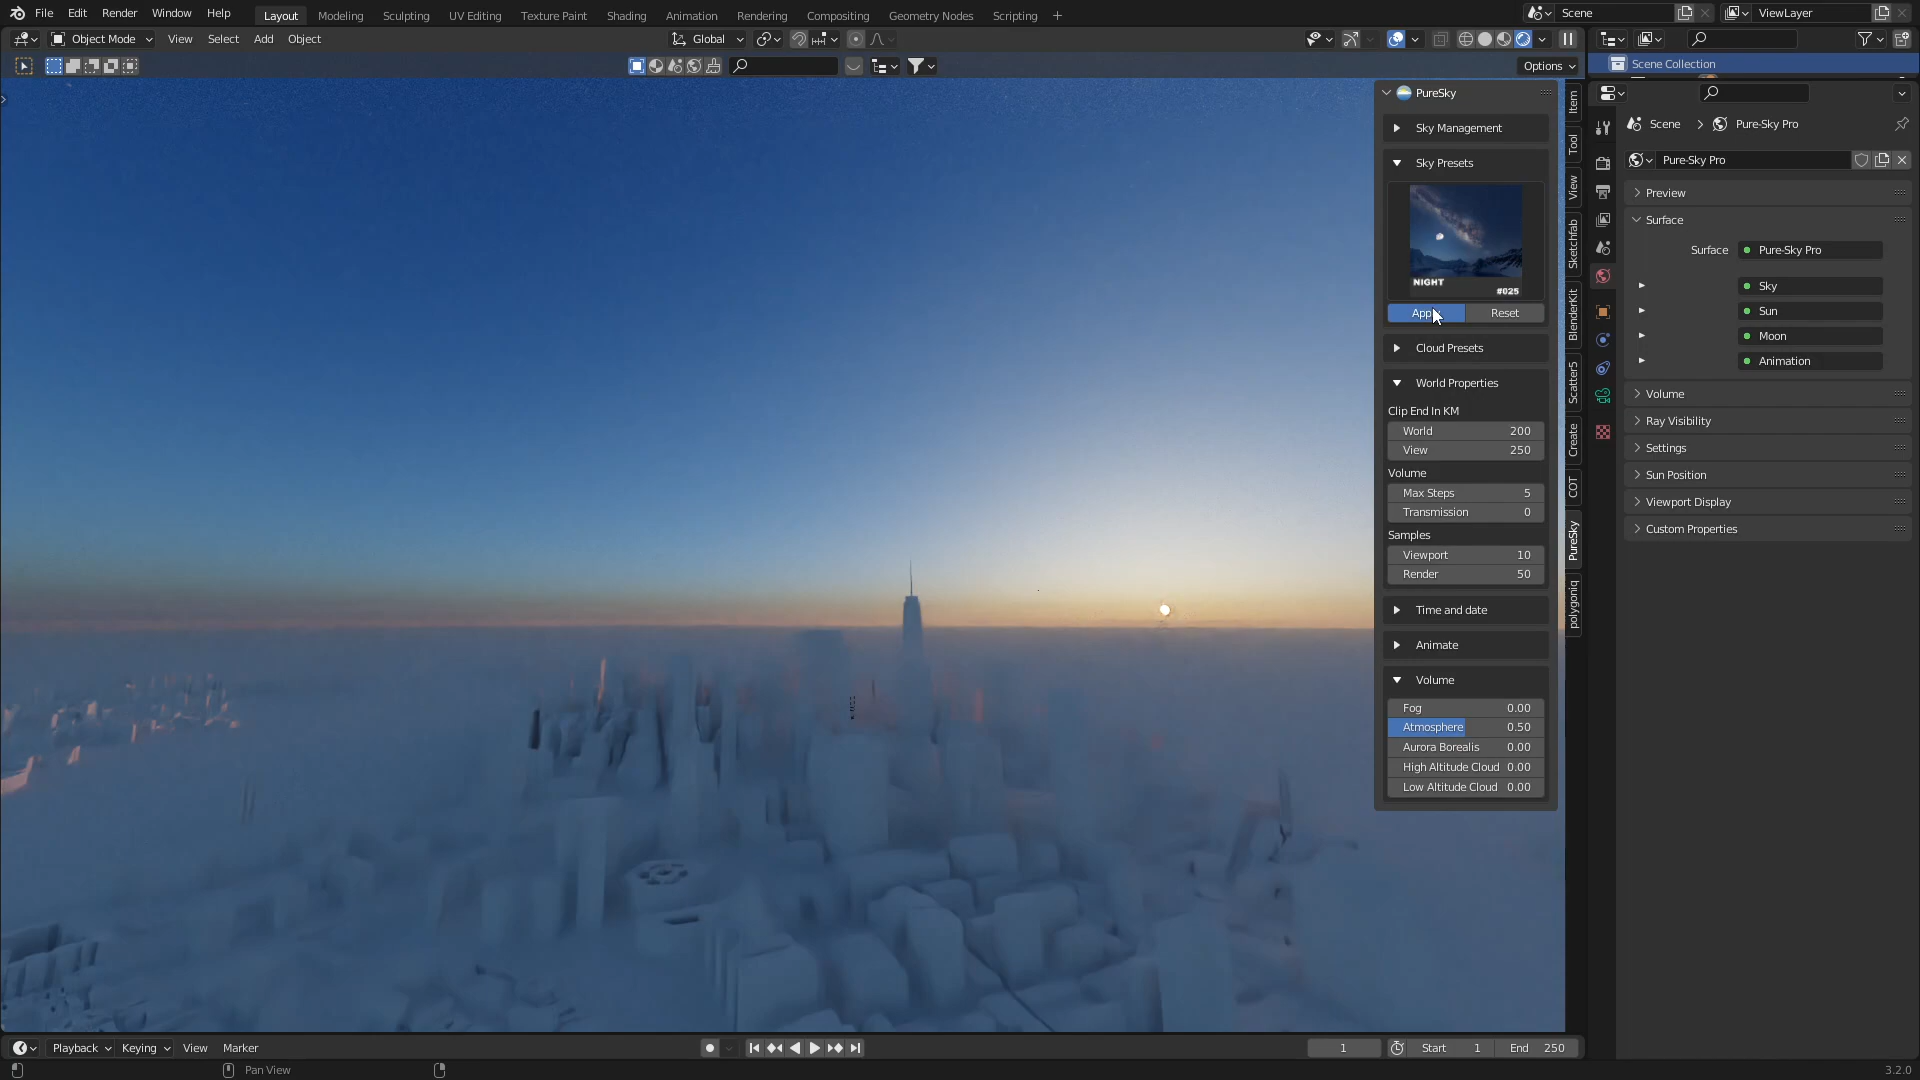 File Edit Render Window Help
Layout Modeling Sculpting UV Editing Texture Paint Shading Animation Rendering Compositing Geometry Nodes Scripting +
Scene
ViewLayer
Object Mode View Select Add Object
Global
Options
Scene Collection
PureSky
Sky Management
Sky Presets
NIGHT
#025
Reset
Cloud Presets
World Properties
Clip End In KM
World 200
View 250
Volume
Max Steps 5
Transmission 0
Samples
Viewport 10
Render 50
Time and date
Animate
Volume
Fog 0.00
Atmosphere 0.50
Aurora Borealis 0.00
High Altitude Cloud 0.00
Low Altitude Cloud 0.00
Item
Tool
View
Sketchfab
BlenderKit
Scatter5
Create
COT
PureSky
polygoniq
Scene > Pure-Sky Pro
Pure-Sky Pro
Preview
Surface
Surface Pure-Sky Pro
Sky
Sun
Moon
Animation
Volume
Ray Visibility
Settings
Sun Position
Viewport Display
Custom Properties
Playback Keying View Marker
1
Start 1
End 250
Pan View
3.2.0